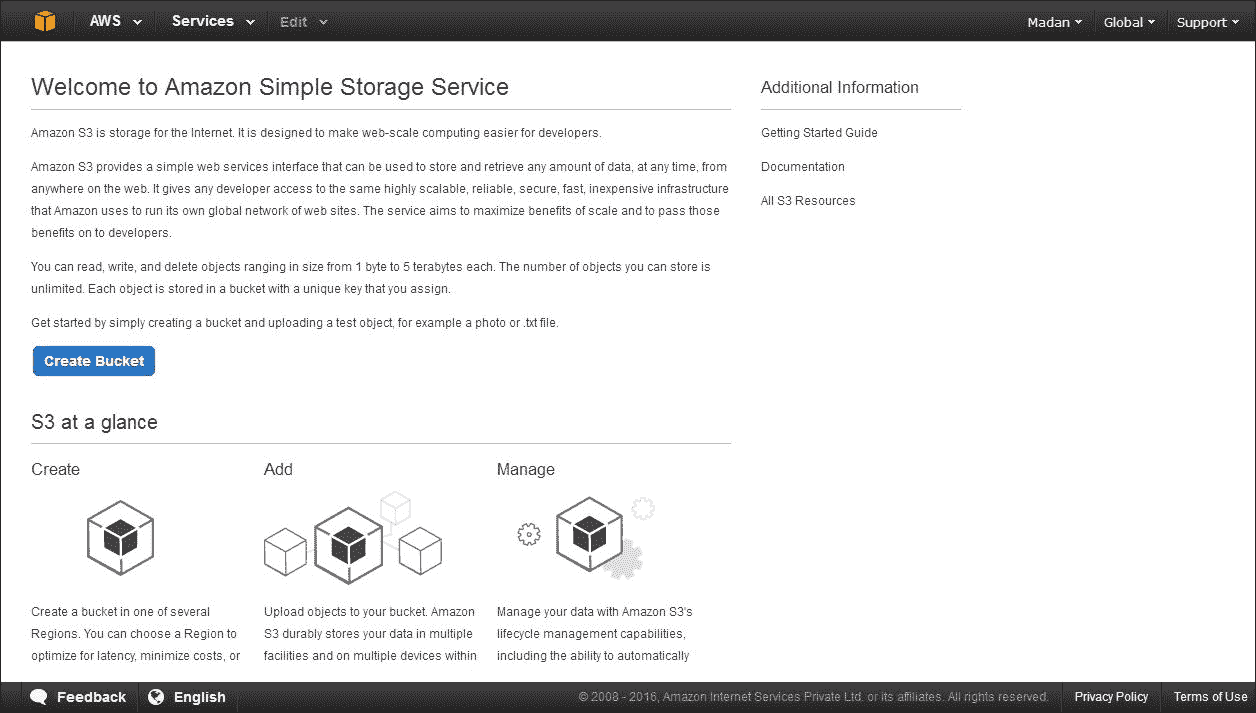 AWS Services Edit Madan Global Support
Welcome to Amazon Simple Storage Service
Amazon S3 is storage for the Internet. It is designed to make web-scale computing easier for developers.
Amazon S3 provides a simple web services interface that can be used to store and retrieve any amount of data, at any time, from
anywhere on the web. It gives any developer access to the same highly scalable, reliable, secure, fast, inexpensive infrastructure
that Amazon uses to run its own global network of web sites. The service aims to maximize benefits of scale and to pass those
benefits on to developers.
You can read, write, and delete objects ranging in size from 1 byte to 5 terabytes each. The number of objects you can store is
unlimited. Each object is stored in a bucket with a unique key that you assign.
Get started by simply creating a bucket and uploading a test object, for example a photo or .txt file.
Create Bucket
Additional Information
Getting Started Guide
Documentation
All S3 Resources
S3 at a glance
Create
Create a bucket in one of several
Regions. You can choose a Region to
optimize for latency, minimize costs, or
Add
Upload objects to your bucket. Amazon
S3 durably stores your data in multiple
facilities and on multiple devices within
Manage
Manage your data with Amazon S3's
lifecycle management capabilities,
including the ability to automatically
Feedback English © 2008 - 2016, Amazon Internet Services Private Ltd. or its affiliates. All rights reserved. Privacy Policy Terms of Use